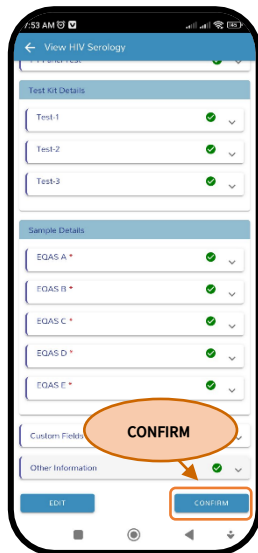 7:53 AM
View HIV Serology
Test Kit Details
Test-1
Test-2
Test-3
Sample Details
EQAS A *
EQAS B *
EQAS C *
EQAS D *
EQAS E *
Custom Fields
CONFIRM
Other Information
EDIT
CONFIRM